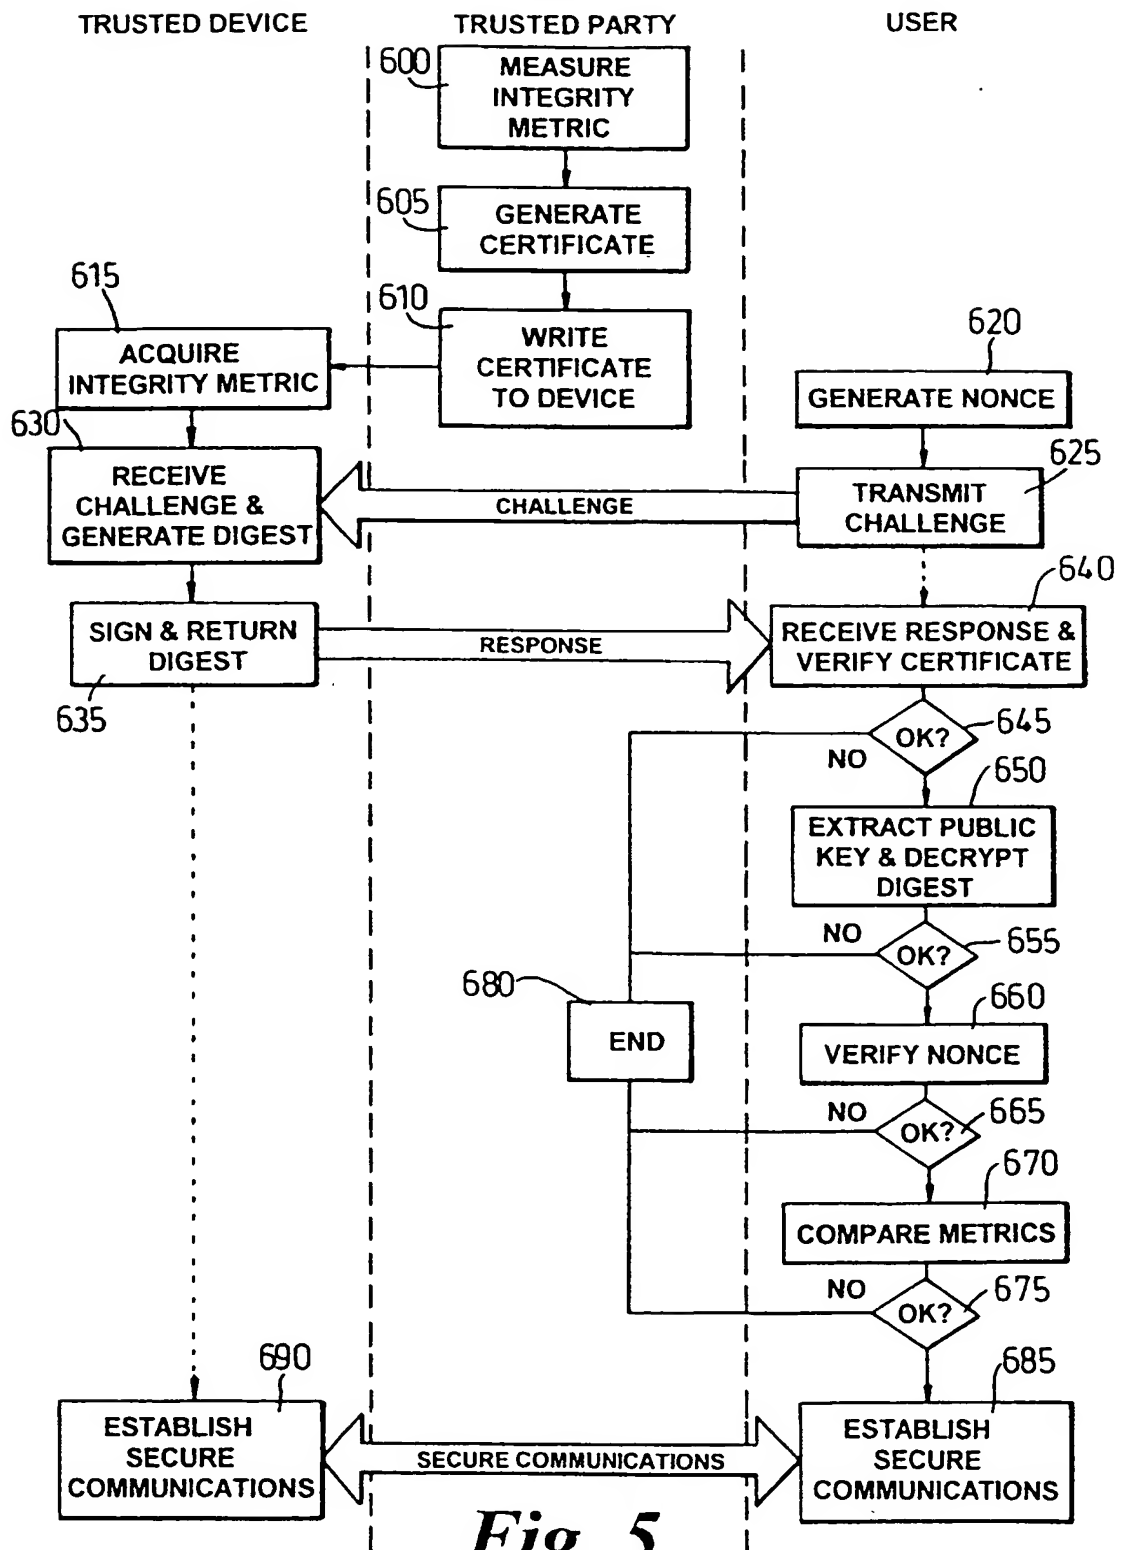 TRUSTED DEVICE
TRUSTED PARTY
USER
600
MEASURE
INTEGRITY
METRIC
605
GENERATE
CERTIFICATE
610
WRITE
CERTIFICATE
TO DEVICE
615
ACQUIRE
INTEGRITY METRIC
620
GENERATE NONCE
625
TRANSMIT
CHALLENGE
CHALLENGE
630
RECEIVE
CHALLENGE &
GENERATE DIGEST
635
SIGN & RETURN
DIGEST
RESPONSE
640
RECEIVE RESPONSE &
VERIFY CERTIFICATE
645
OK?
NO
650
EXTRACT PUBLIC
KEY & DECRYPT
DIGEST
655
OK?
NO
660
VERIFY NONCE
665
OK?
NO
670
COMPARE METRICS
675
OK?
NO
680
END
685
ESTABLISH
SECURE
COMMUNICATIONS
SECURE COMMUNICATIONS
690
ESTABLISH
SECURE
COMMUNICATIONS
Fig. 5